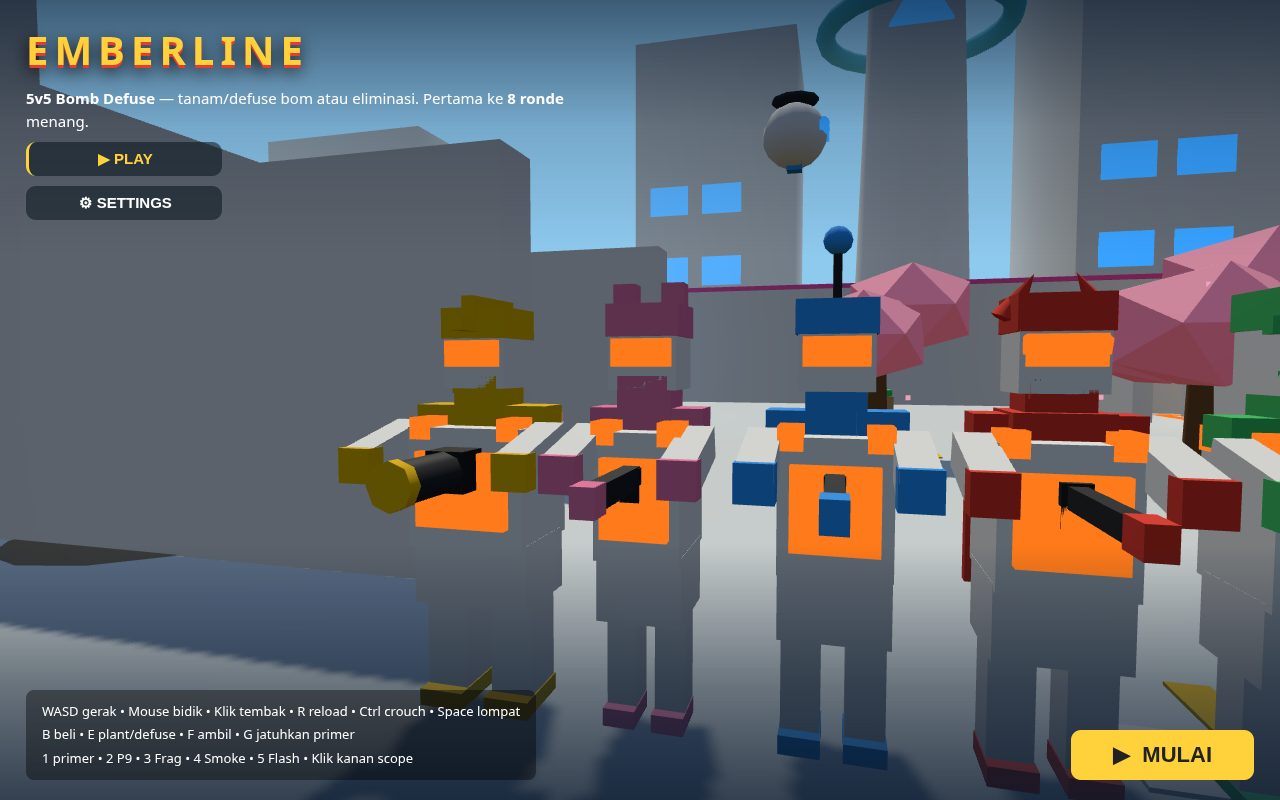 EMBERLINE
5v5 Bomb Defuse — tanam/defuse bom atau eliminasi. Pertama ke 8 ronde
menang.
▶ PLAY
⚙ SETTINGS
WASD gerak • Mouse bidik • Klik tembak • R reload • Ctrl crouch • Space lompat
B beli • E plant/defuse • F ambil • G jatuhkan primer
1 primer • 2 P9 • 3 Frag • 4 Smoke • 5 Flash • Klik kanan scope
▶ MULAI